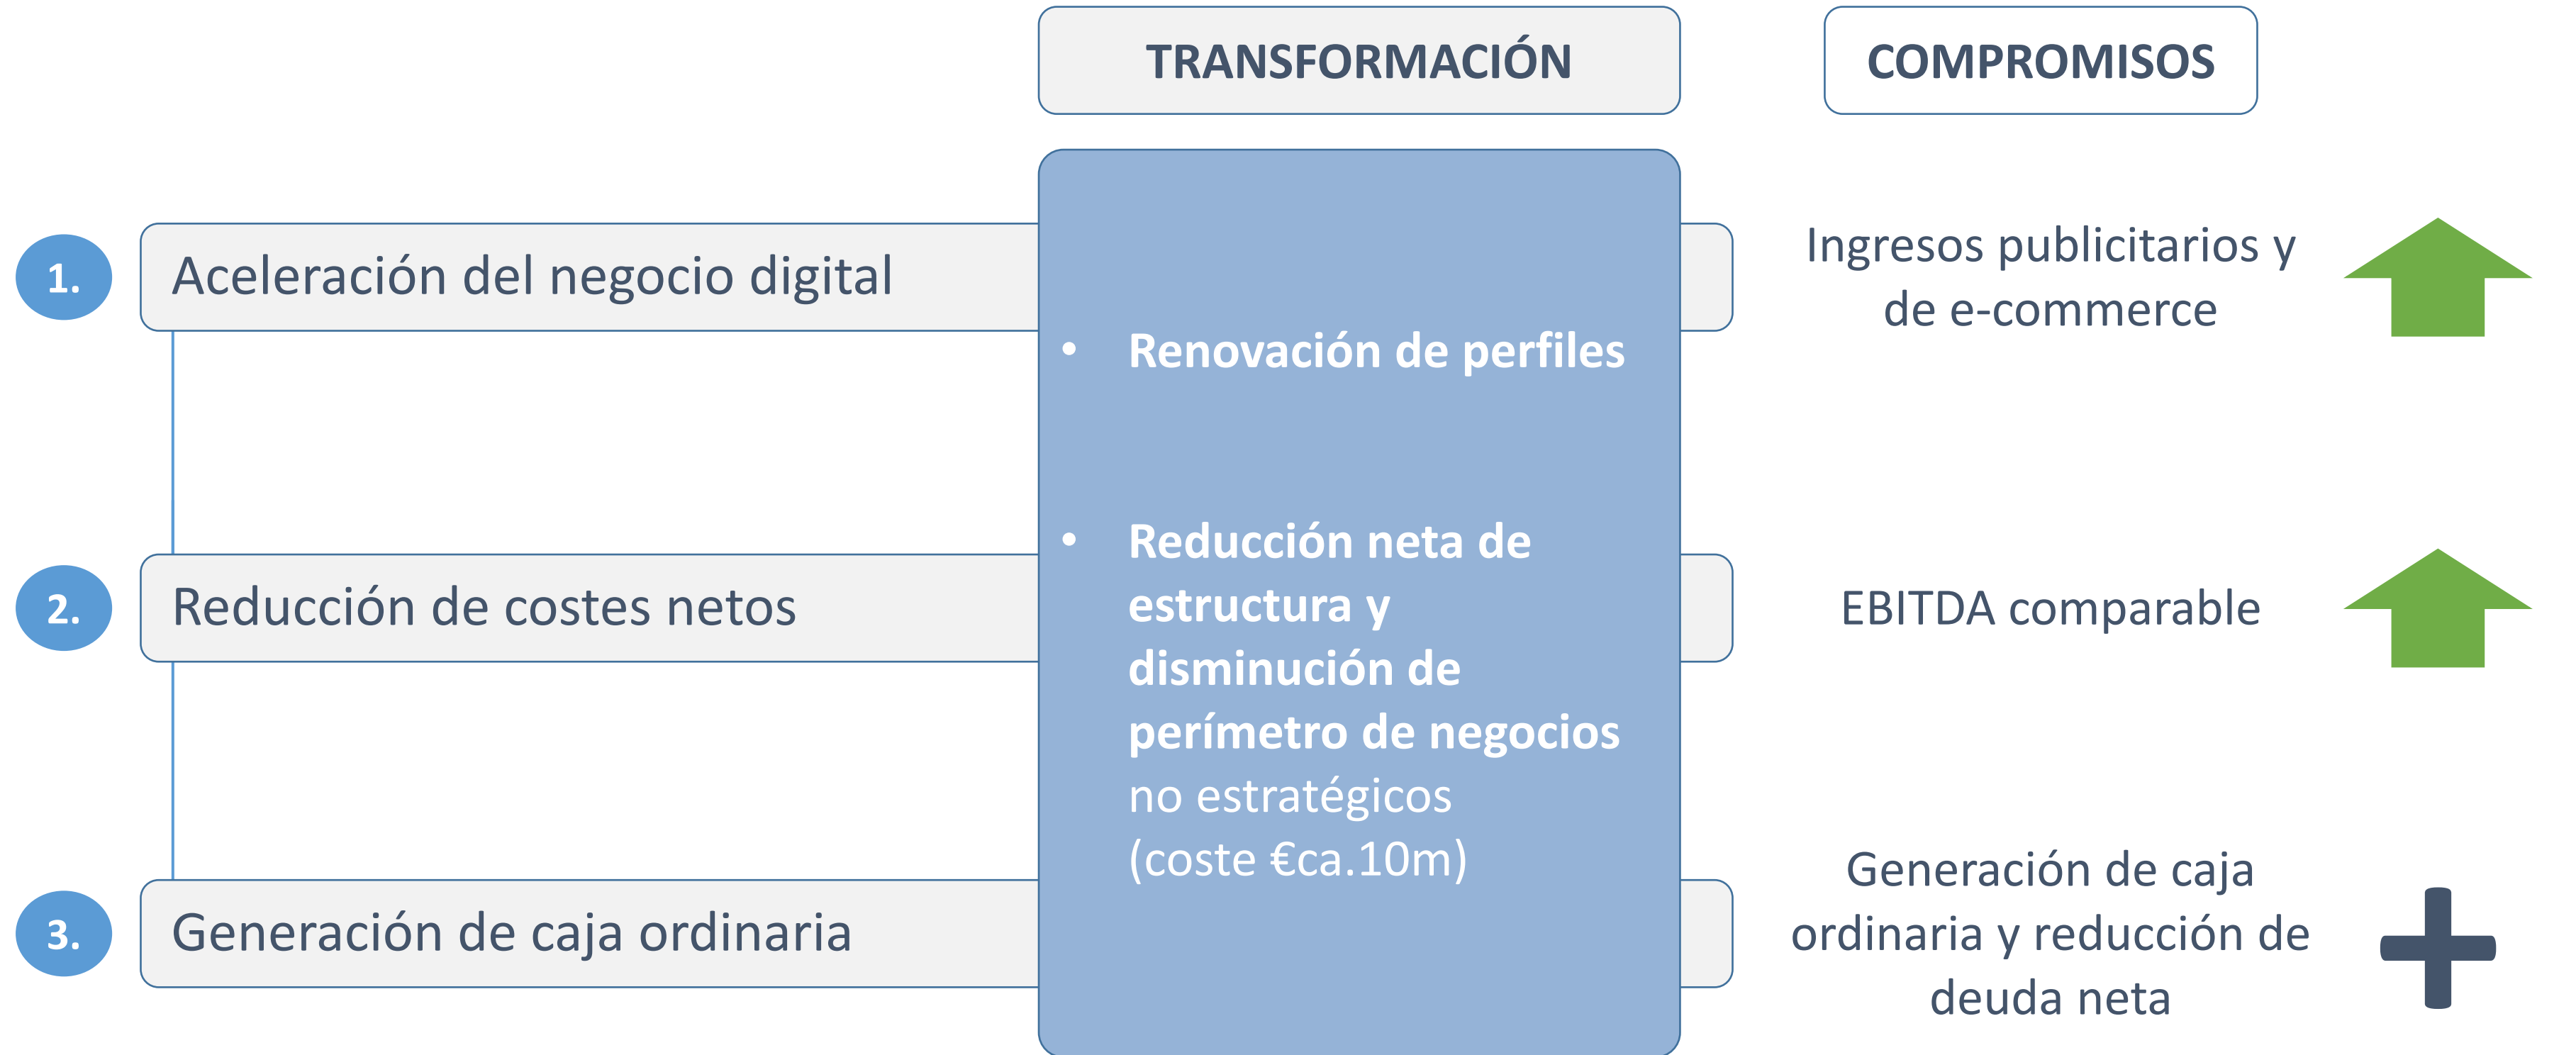 TRANSFORMACIÓN
COMPROMISOS
1.
Aceleración del negocio digital
Ingresos publicitarios y
de e-commerce
• Renovación de perfiles
2.
Reducción de costes netos
• Reducción neta de
estructura y
disminución de
perímetro de negocios
no estratégicos
(coste €ca.10m)
EBITDA comparable
3.
Generación de caja ordinaria
Generación de caja
ordinaria y reducción de
deuda neta